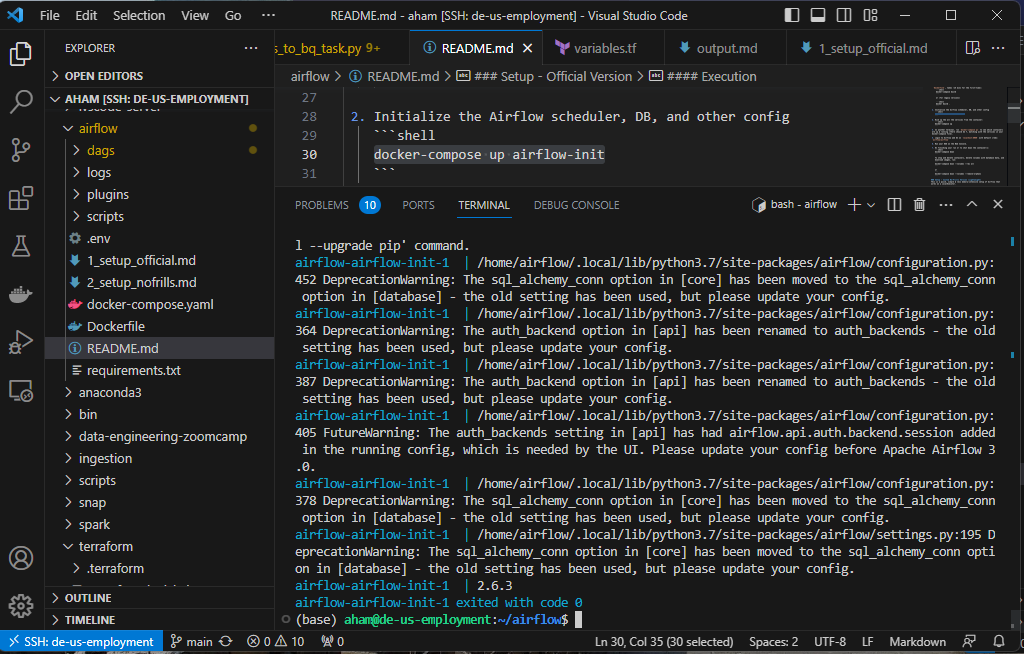 File Edit Selection View Go ··· README.md - aham [SSH: de-us-employment] - Visual Studio Code
EXPLORER ···
s_to_bq_task.py 9+ README.md variables.tf output.md 1_setup_official.md ···
OPEN EDITORS
airflow > README.md > ### Setup - Official Version > #### Execution
AHAM [SSH: DE-US-EMPLOYMENT]
airflow
dags
logs
plugins
scripts
.env
1_setup_official.md
2_setup_nofrills.md
docker-compose.yaml
Dockerfile
README.md
requirements.txt
anaconda3
bin
data-engineering-zoomcamp
ingestion
scripts
snap
spark
terraform
.terraform
OUTLINE
TIMELINE
27
28 2. Initialize the Airflow scheduler, DB, and other config
29 ```shell
30 docker-compose up airflow-init
31 ```
PROBLEMS 10 PORTS TERMINAL DEBUG CONSOLE bash - airflow ···
l --upgrade pip' command.
airflow-airflow-init-1 | /home/airflow/.local/lib/python3.7/site-packages/airflow/configuration.py:
452 DeprecationWarning: The sql_alchemy_conn option in [core] has been moved to the sql_alchemy_conn
option in [database] - the old setting has been used, but please update your config.
airflow-airflow-init-1 | /home/airflow/.local/lib/python3.7/site-packages/airflow/configuration.py:
364 DeprecationWarning: The auth_backend option in [api] has been renamed to auth_backends - the old
setting has been used, but please update your config.
airflow-airflow-init-1 | /home/airflow/.local/lib/python3.7/site-packages/airflow/configuration.py:
387 DeprecationWarning: The auth_backend option in [api] has been renamed to auth_backends - the old
setting has been used, but please update your config.
airflow-airflow-init-1 | /home/airflow/.local/lib/python3.7/site-packages/airflow/configuration.py:
405 FutureWarning: The auth_backends setting in [api] has had airflow.api.auth.backend.session added
in the running config, which is needed by the UI. Please update your config before Apache Airflow 3
.0.
airflow-airflow-init-1 | /home/airflow/.local/lib/python3.7/site-packages/airflow/configuration.py:
378 DeprecationWarning: The sql_alchemy_conn option in [core] has been moved to the sql_alchemy_conn
option in [database] - the old setting has been used, but please update your config.
airflow-airflow-init-1 | /home/airflow/.local/lib/python3.7/site-packages/airflow/settings.py:195 D
eprecationWarning: The sql_alchemy_conn option in [core] has been moved to the sql_alchemy_conn opti
on in [database] - the old setting has been used, but please update your config.
airflow-airflow-init-1 | 2.6.3
airflow-airflow-init-1 exited with code 0
(base) aham@de-us-employment:~/airflow$
SSH: de-us-employment main 0 10 0 Ln 30, Col 35 (30 selected) Spaces: 2 UTF-8 LF Markdown